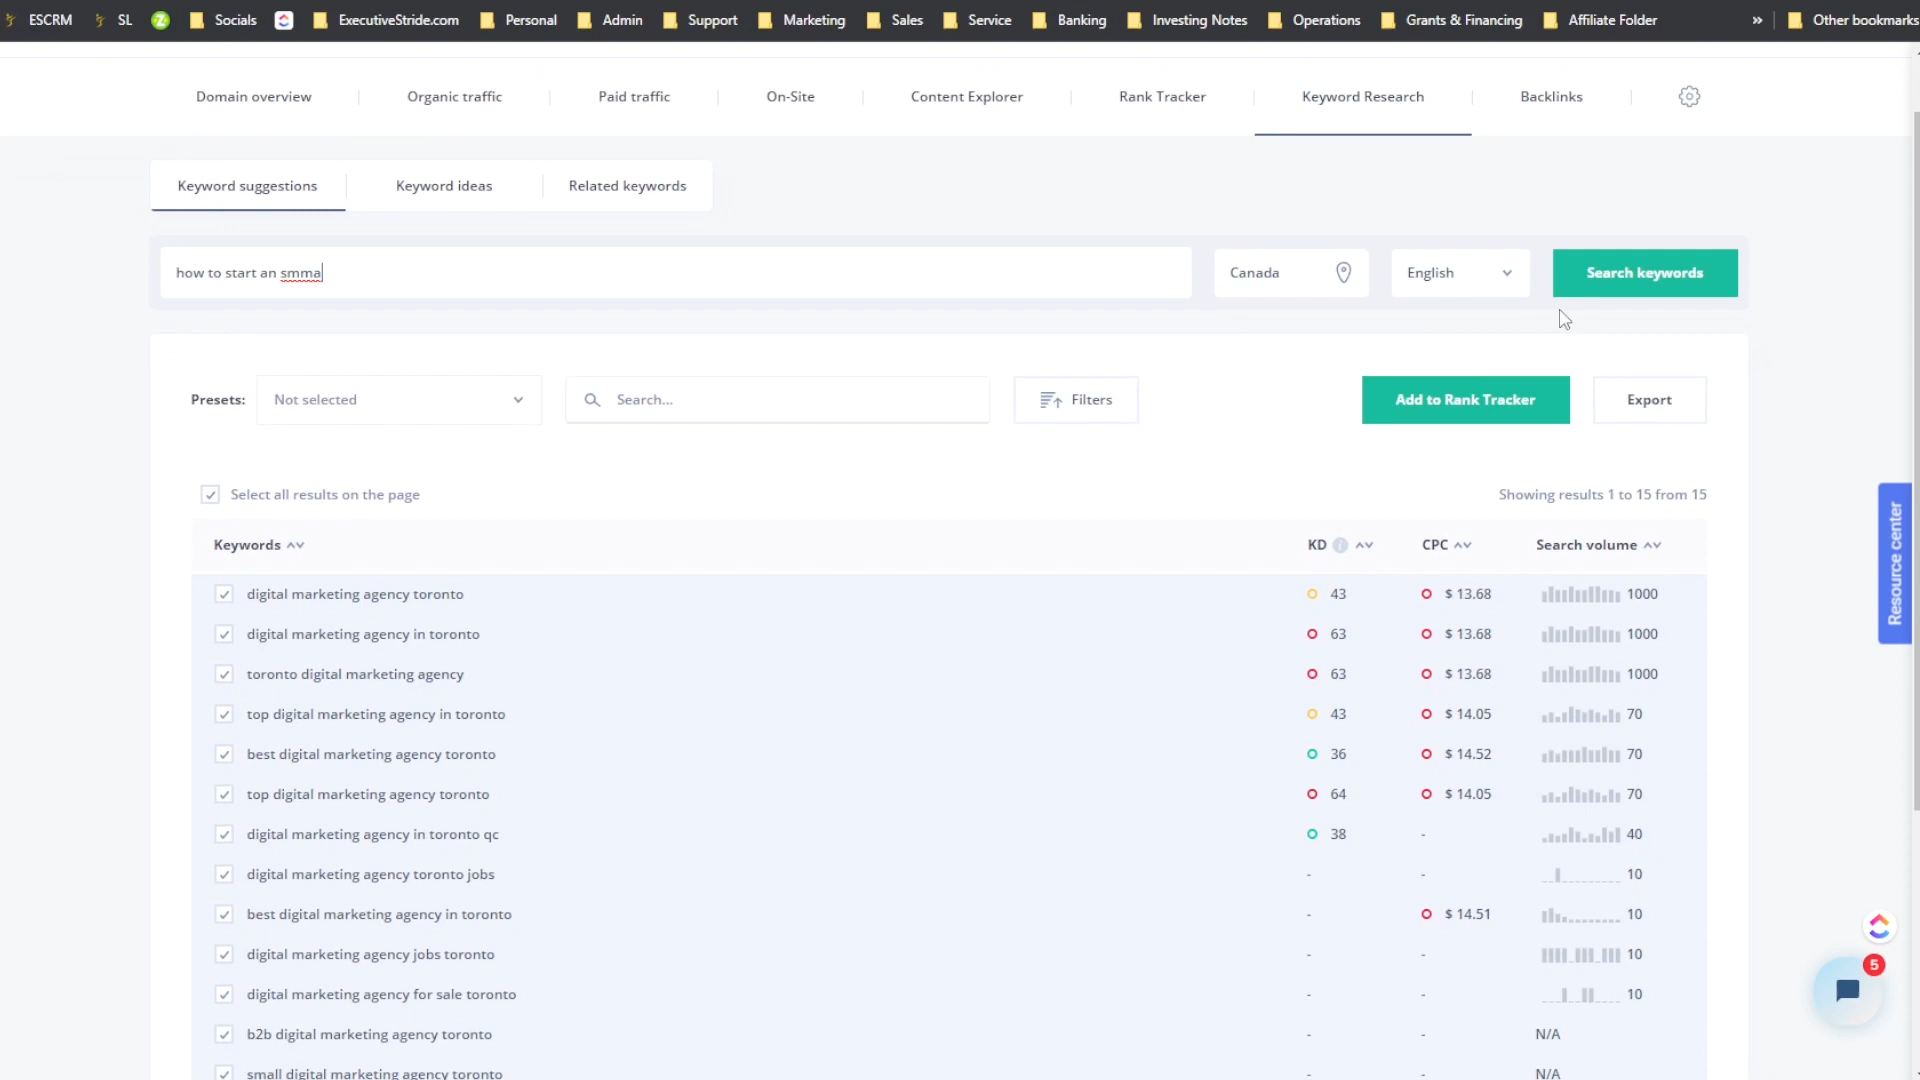 ESCRM SL Socials ExecutiveStride.com Personal Admin Support Marketing Sales Service Banking Investing Notes Operations Grants & Financing Affiliate Folder » Other bookmarks
Domain overview Organic traffic Paid traffic On-Site Content Explorer Rank Tracker Keyword Research Backlinks
Keyword suggestions Keyword ideas Related keywords
how to start an smma Canada English Search keywords
Presets: Not selected Search... Filters Add to Rank Tracker Export
Select all results on the page Showing results 1 to 15 from 15
Keywords KD i CPC Search volume
digital marketing agency toronto 43 $ 13.68 1000
digital marketing agency in toronto 63 $ 13.68 1000
toronto digital marketing agency 63 $ 13.68 1000
top digital marketing agency in toronto 43 $ 14.05 70
best digital marketing agency toronto 36 $ 14.52 70
top digital marketing agency toronto 64 $ 14.05 70
digital marketing agency in toronto qc 38 - 40
digital marketing agency toronto jobs - - 10
best digital marketing agency in toronto - $ 14.51 10
digital marketing agency jobs toronto - - 10
digital marketing agency for sale toronto - - 10
b2b digital marketing agency toronto - - N/A
small digital marketing agency toronto - - N/A
Resource center
5